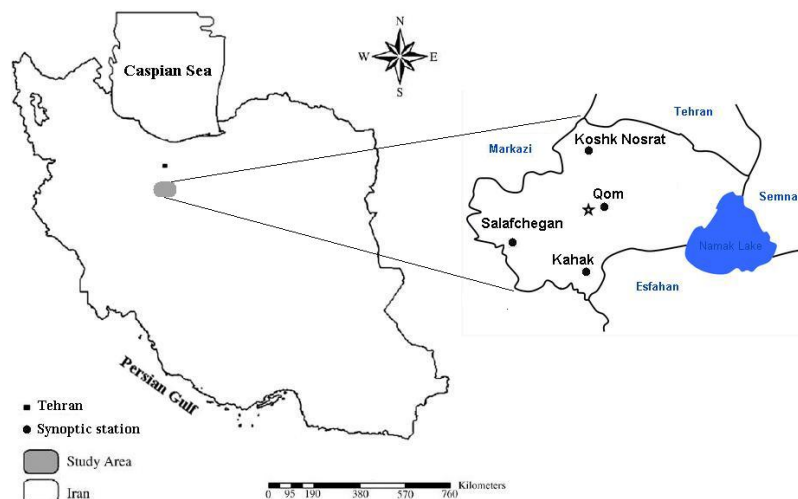 Caspian Sea
N
W
E
S
Tehran
Markazi
Koshk Nosrat
Qom
Semna
Salafchegan
Namak Lake
Kahak
Esfahan
Persian Gulf
Tehran
Synoptic station
Study Area
Iran
Kilometers
0 95 190 380 570 760